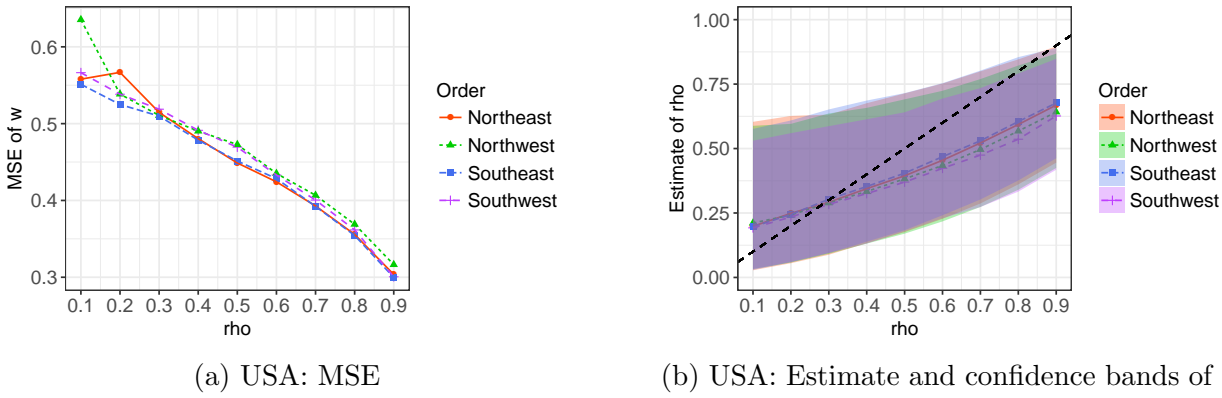 0.6
0.5
0.4
0.3
MSE of w
0.1 0.2 0.3 0.4 0.5 0.6 0.7 0.8 0.9
rho
Order
Northeast
Northwest
Southeast
Southwest
(a) USA: MSE
1.00
0.75
0.50
0.25
0.00
Estimate of rho
0.1 0.2 0.3 0.4 0.5 0.6 0.7 0.8 0.9
rho
Order
Northeast
Northwest
Southeast
Southwest
(b) USA: Estimate and confidence bands of